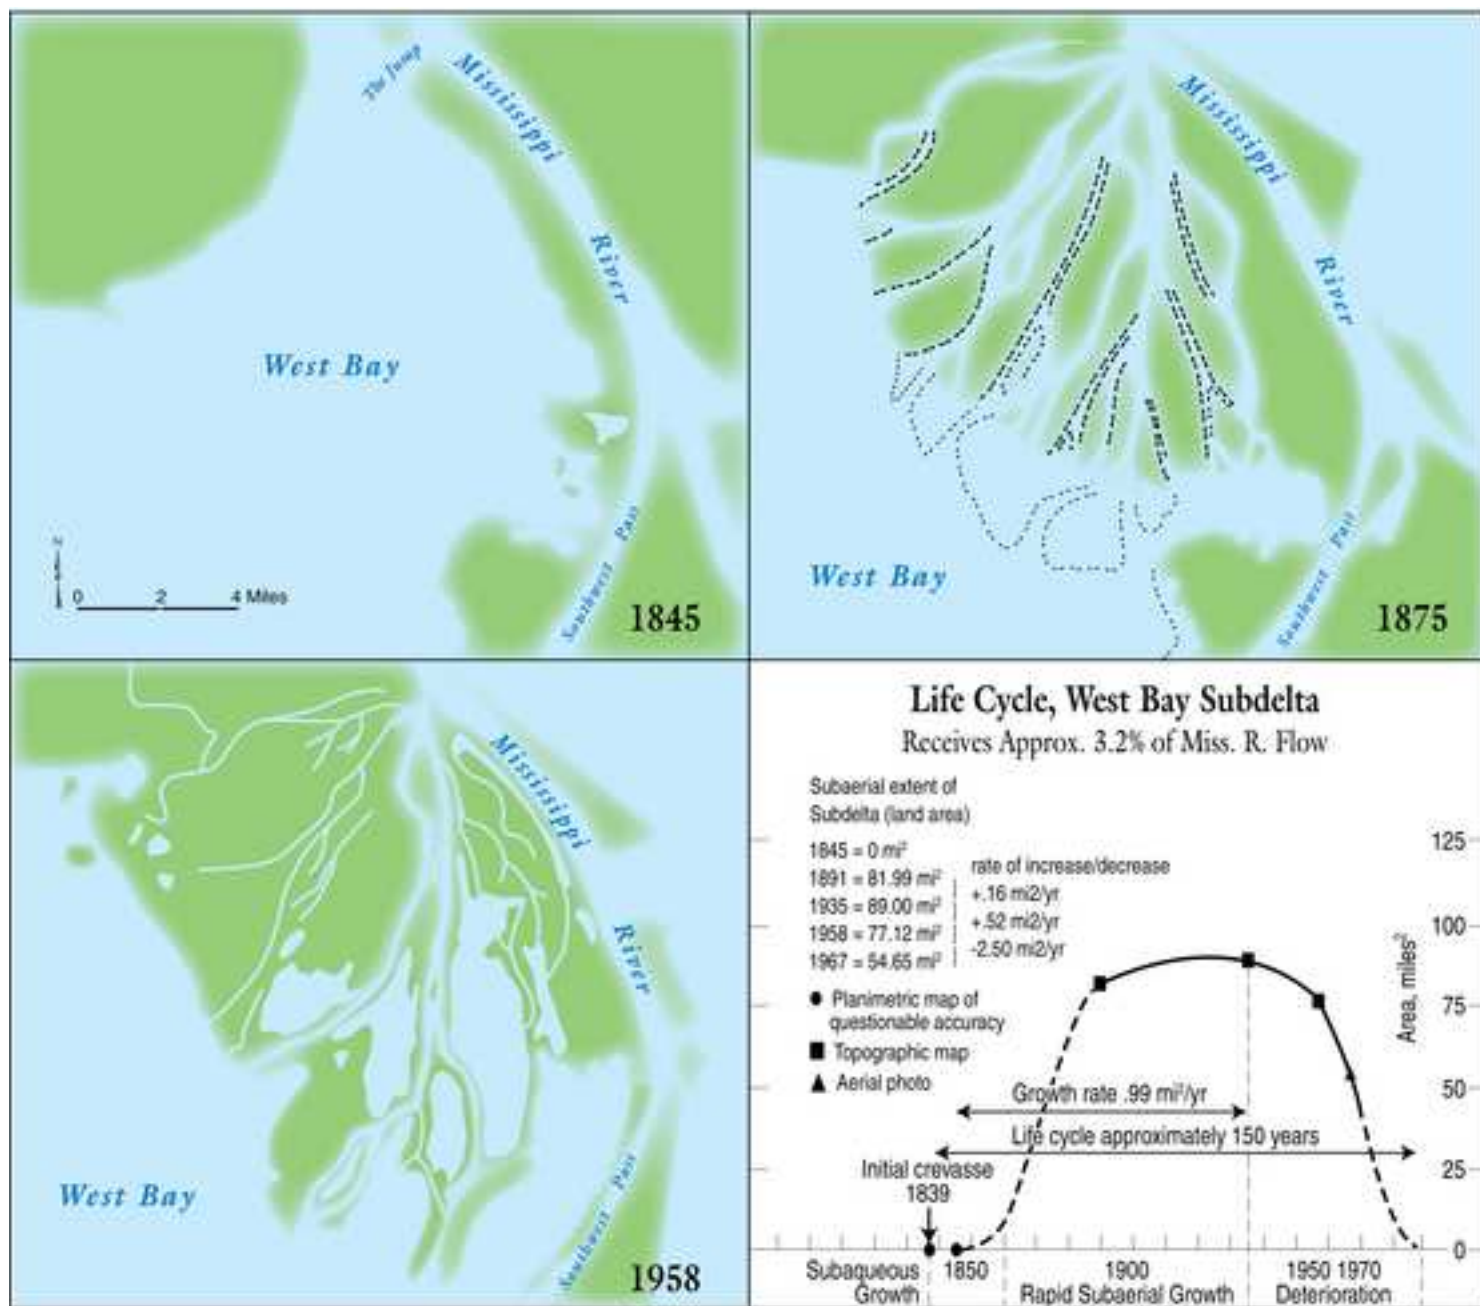 The Jump
Mississippi
River
West Bay
N
0 2 4 Miles
Southwest Pass
1845
Mississippi
River
West Bay
Southwest Pass
1875
Mississippi
River
West Bay
Southwest Pass
1958
Life Cycle, West Bay Subdelta
Receives Approx. 3.2% of Miss. R. Flow
Subaerial extent of
Subdelta (land area)
1845 = 0 mi²
1891 = 81.99 mi²
1935 = 89.00 mi²
1958 = 77.12 mi²
1967 = 54.65 mi²
rate of increase/decrease
+.16 mi2/yr
+.52 mi2/yr
-2.50 mi2/yr
Planimetric map of
questionable accuracy
Topographic map
Aerial photo
Growth rate .99 mi²/yr
Life cycle approximately 150 years
Initial crevasse
1839
125
100
75
50
25
0
Area, miles²
1850 1900 1950 1970
Subaqueous
Growth
Rapid Subaerial Growth
Deterioration